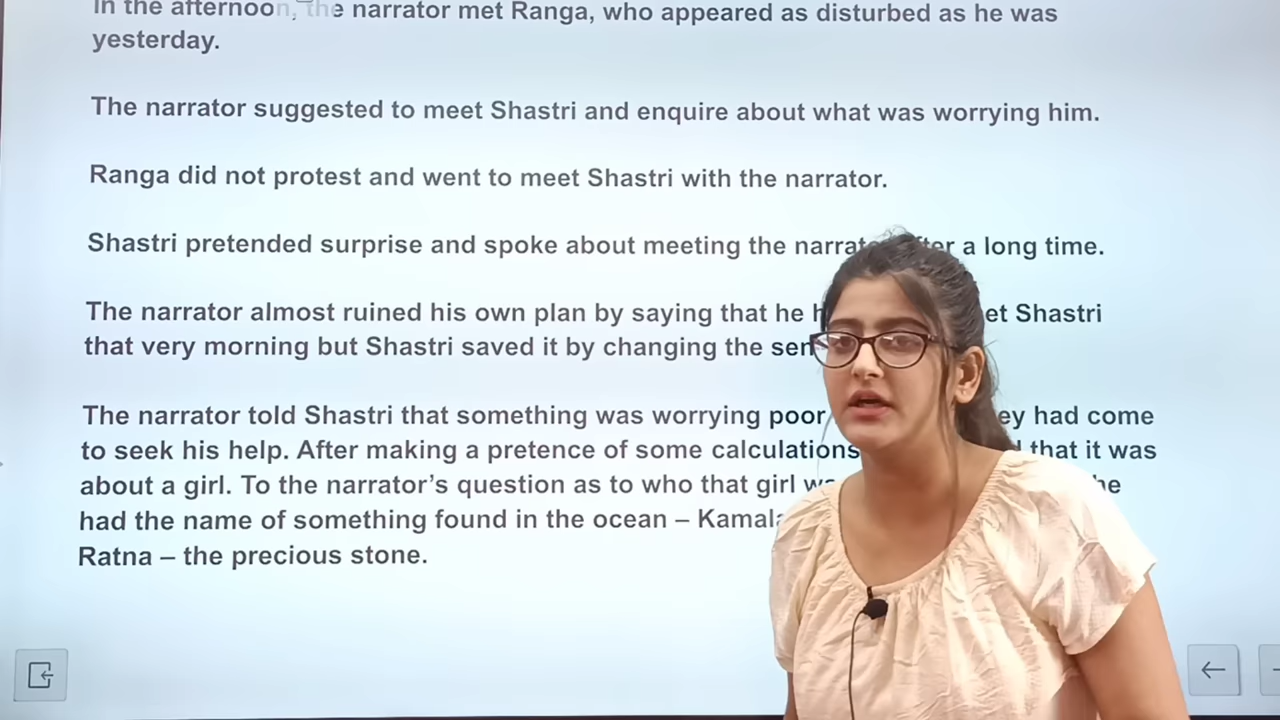 In the afternoon, the narrator met Ranga, who appeared as disturbed as he was
yesterday.
The narrator suggested to meet Shastri and enquire about what was worrying him.
Ranga did not protest and went to meet Shastri with the narrator.
Shastri pretended surprise and spoke about meeting the narrator after a long time.
The narrator almost ruined his own plan by saying that he et Shastri
that very morning but Shastri saved it by changing the
The narrator told Shastri that something was worrying poor had come
to seek his help. After making a pretence of some calculations that it was
about a girl. To the narrator's question as to who that girl
had the name of something found in the ocean – Kamala
Ratna – the precious stone.